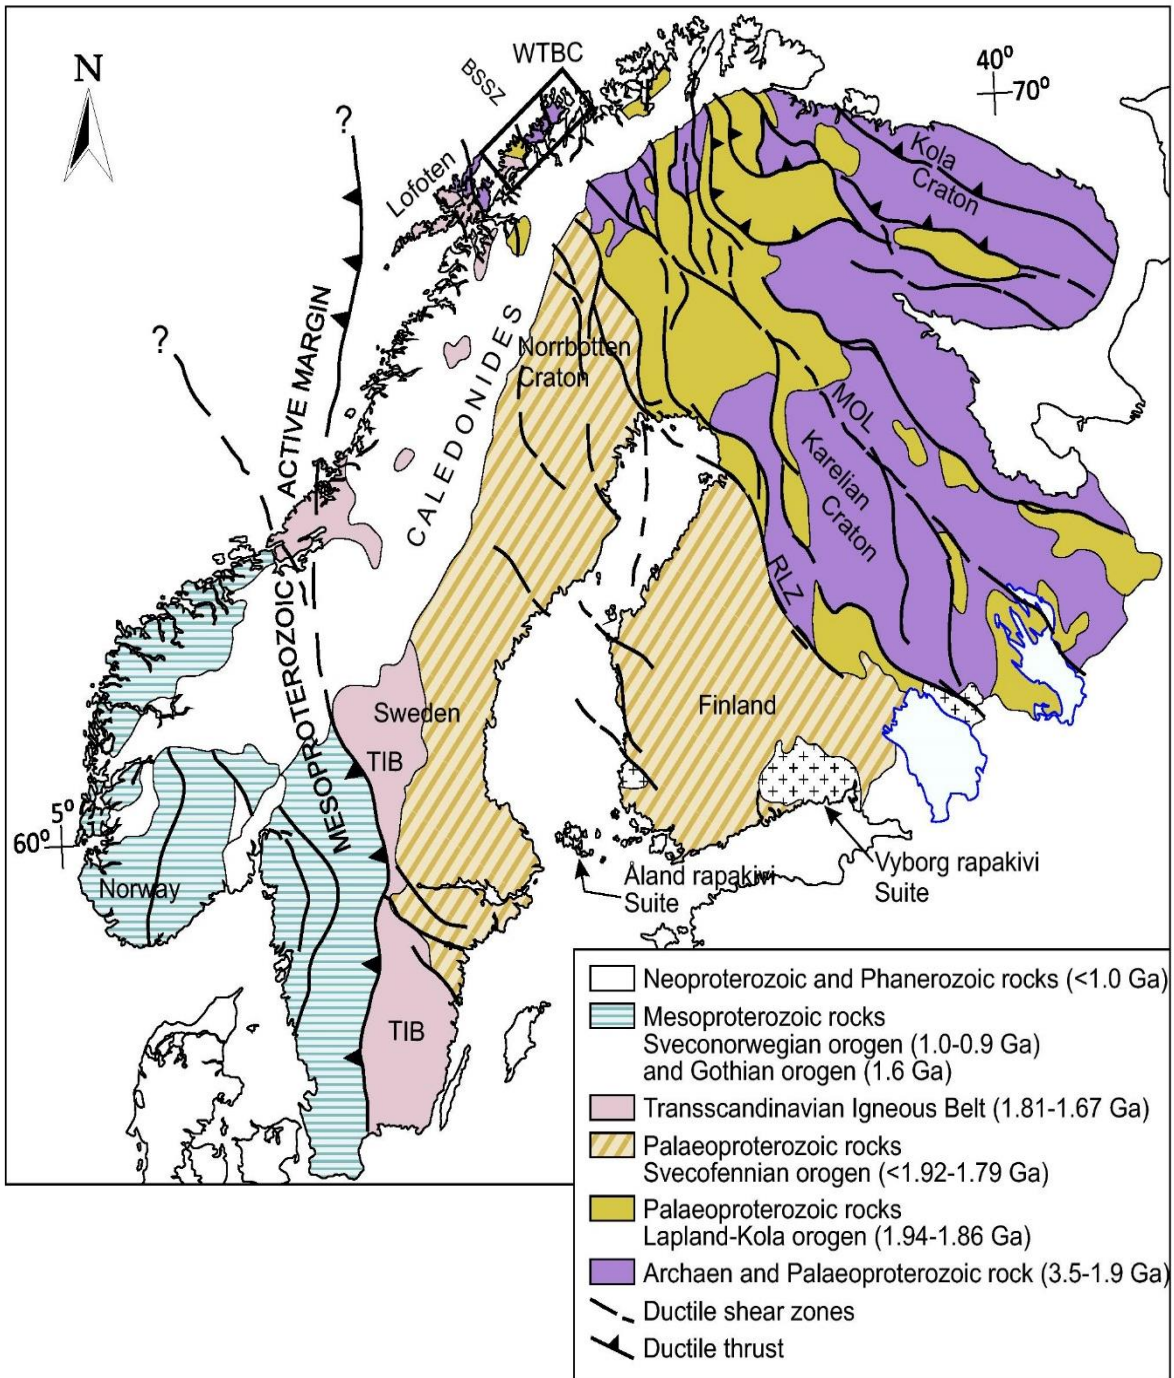 N
WTBC
BSSZ
40º
70º
?
Lofoten
Kola
Craton
?
ACTIVE MARGIN
CALEDONIDES
Norrbotten
Craton
MOL
Karelian
Craton
RLZ
MESOPROTEROZOIC
Sweden
TIB
Finland
5º
60º
Norway
Åland rapakivi
Suite
Vyborg rapakivi
Suite
TIB
Neoproterozoic and Phanerozoic rocks (<1.0 Ga)
Mesoproterozoic rocks
Sveconorwegian orogen (1.0-0.9 Ga)
and Gothian orogen (1.6 Ga)
Transscandinavian Igneous Belt (1.81-1.67 Ga)
Palaeoproterozoic rocks
Svecofennian orogen (<1.92-1.79 Ga)
Palaeoproterozoic rocks
Lapland-Kola orogen (1.94-1.86 Ga)
Archaen and Palaeoproterozoic rock (3.5-1.9 Ga)
Ductile shear zones
Ductile thrust